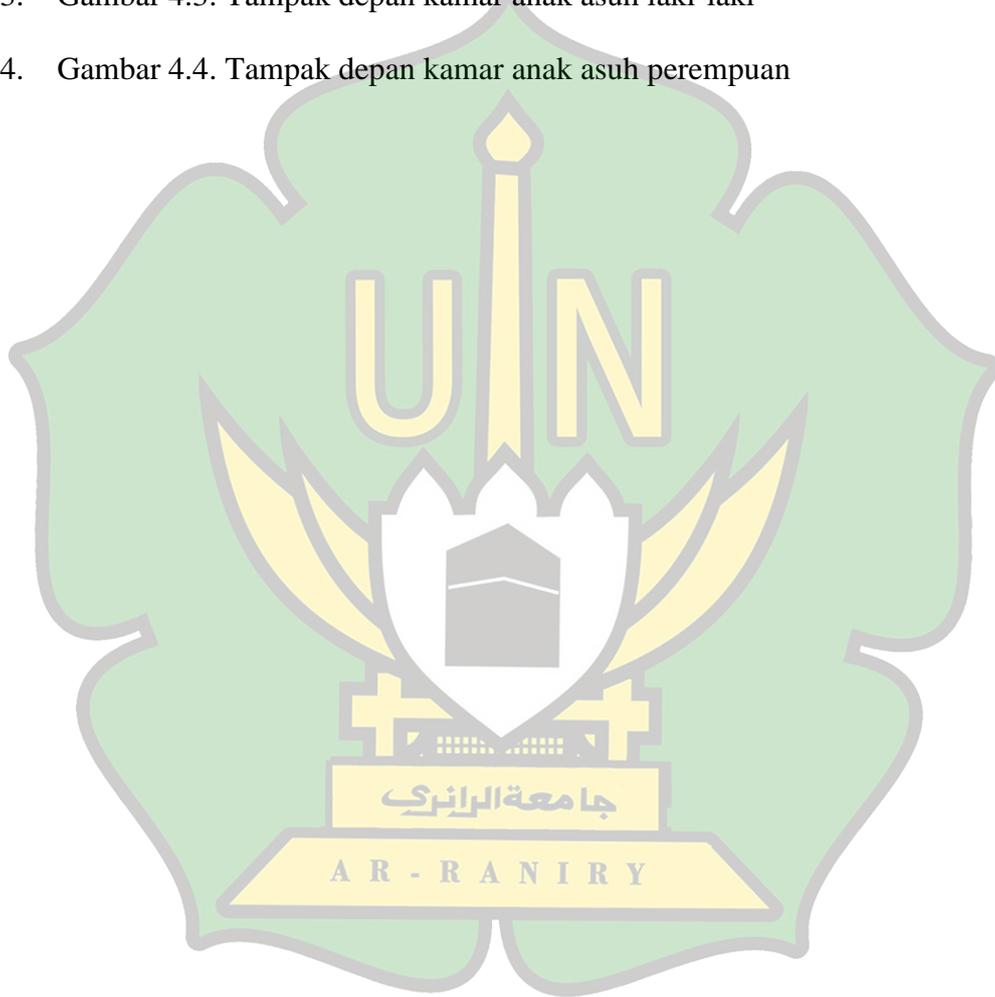 3. Gambar 4.3. Tampak depan kamar anak asuh laki-laki
4. Gambar 4.4. Tampak depan kamar anak asuh perempuan
UIN
جامعة الرانري
AR-RANIRY